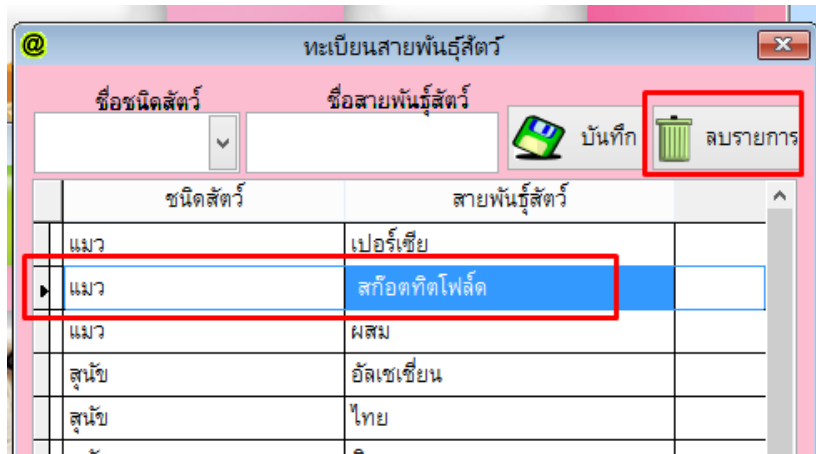 @ ทะเบียนสายพันธุ์สัตว์
ชื่อชนิดสัตว์ ชื่อสายพันธุ์สัตว์
บันทึก ลบรายการ
ชนิดสัตว์ สายพันธุ์สัตว์
แมว เปอร์เซีย
แมว สก๊อตทิตโฟล์ด
แมว ผสม
สุนัข อัลเซเชี่ยน
สุนัข ไทย